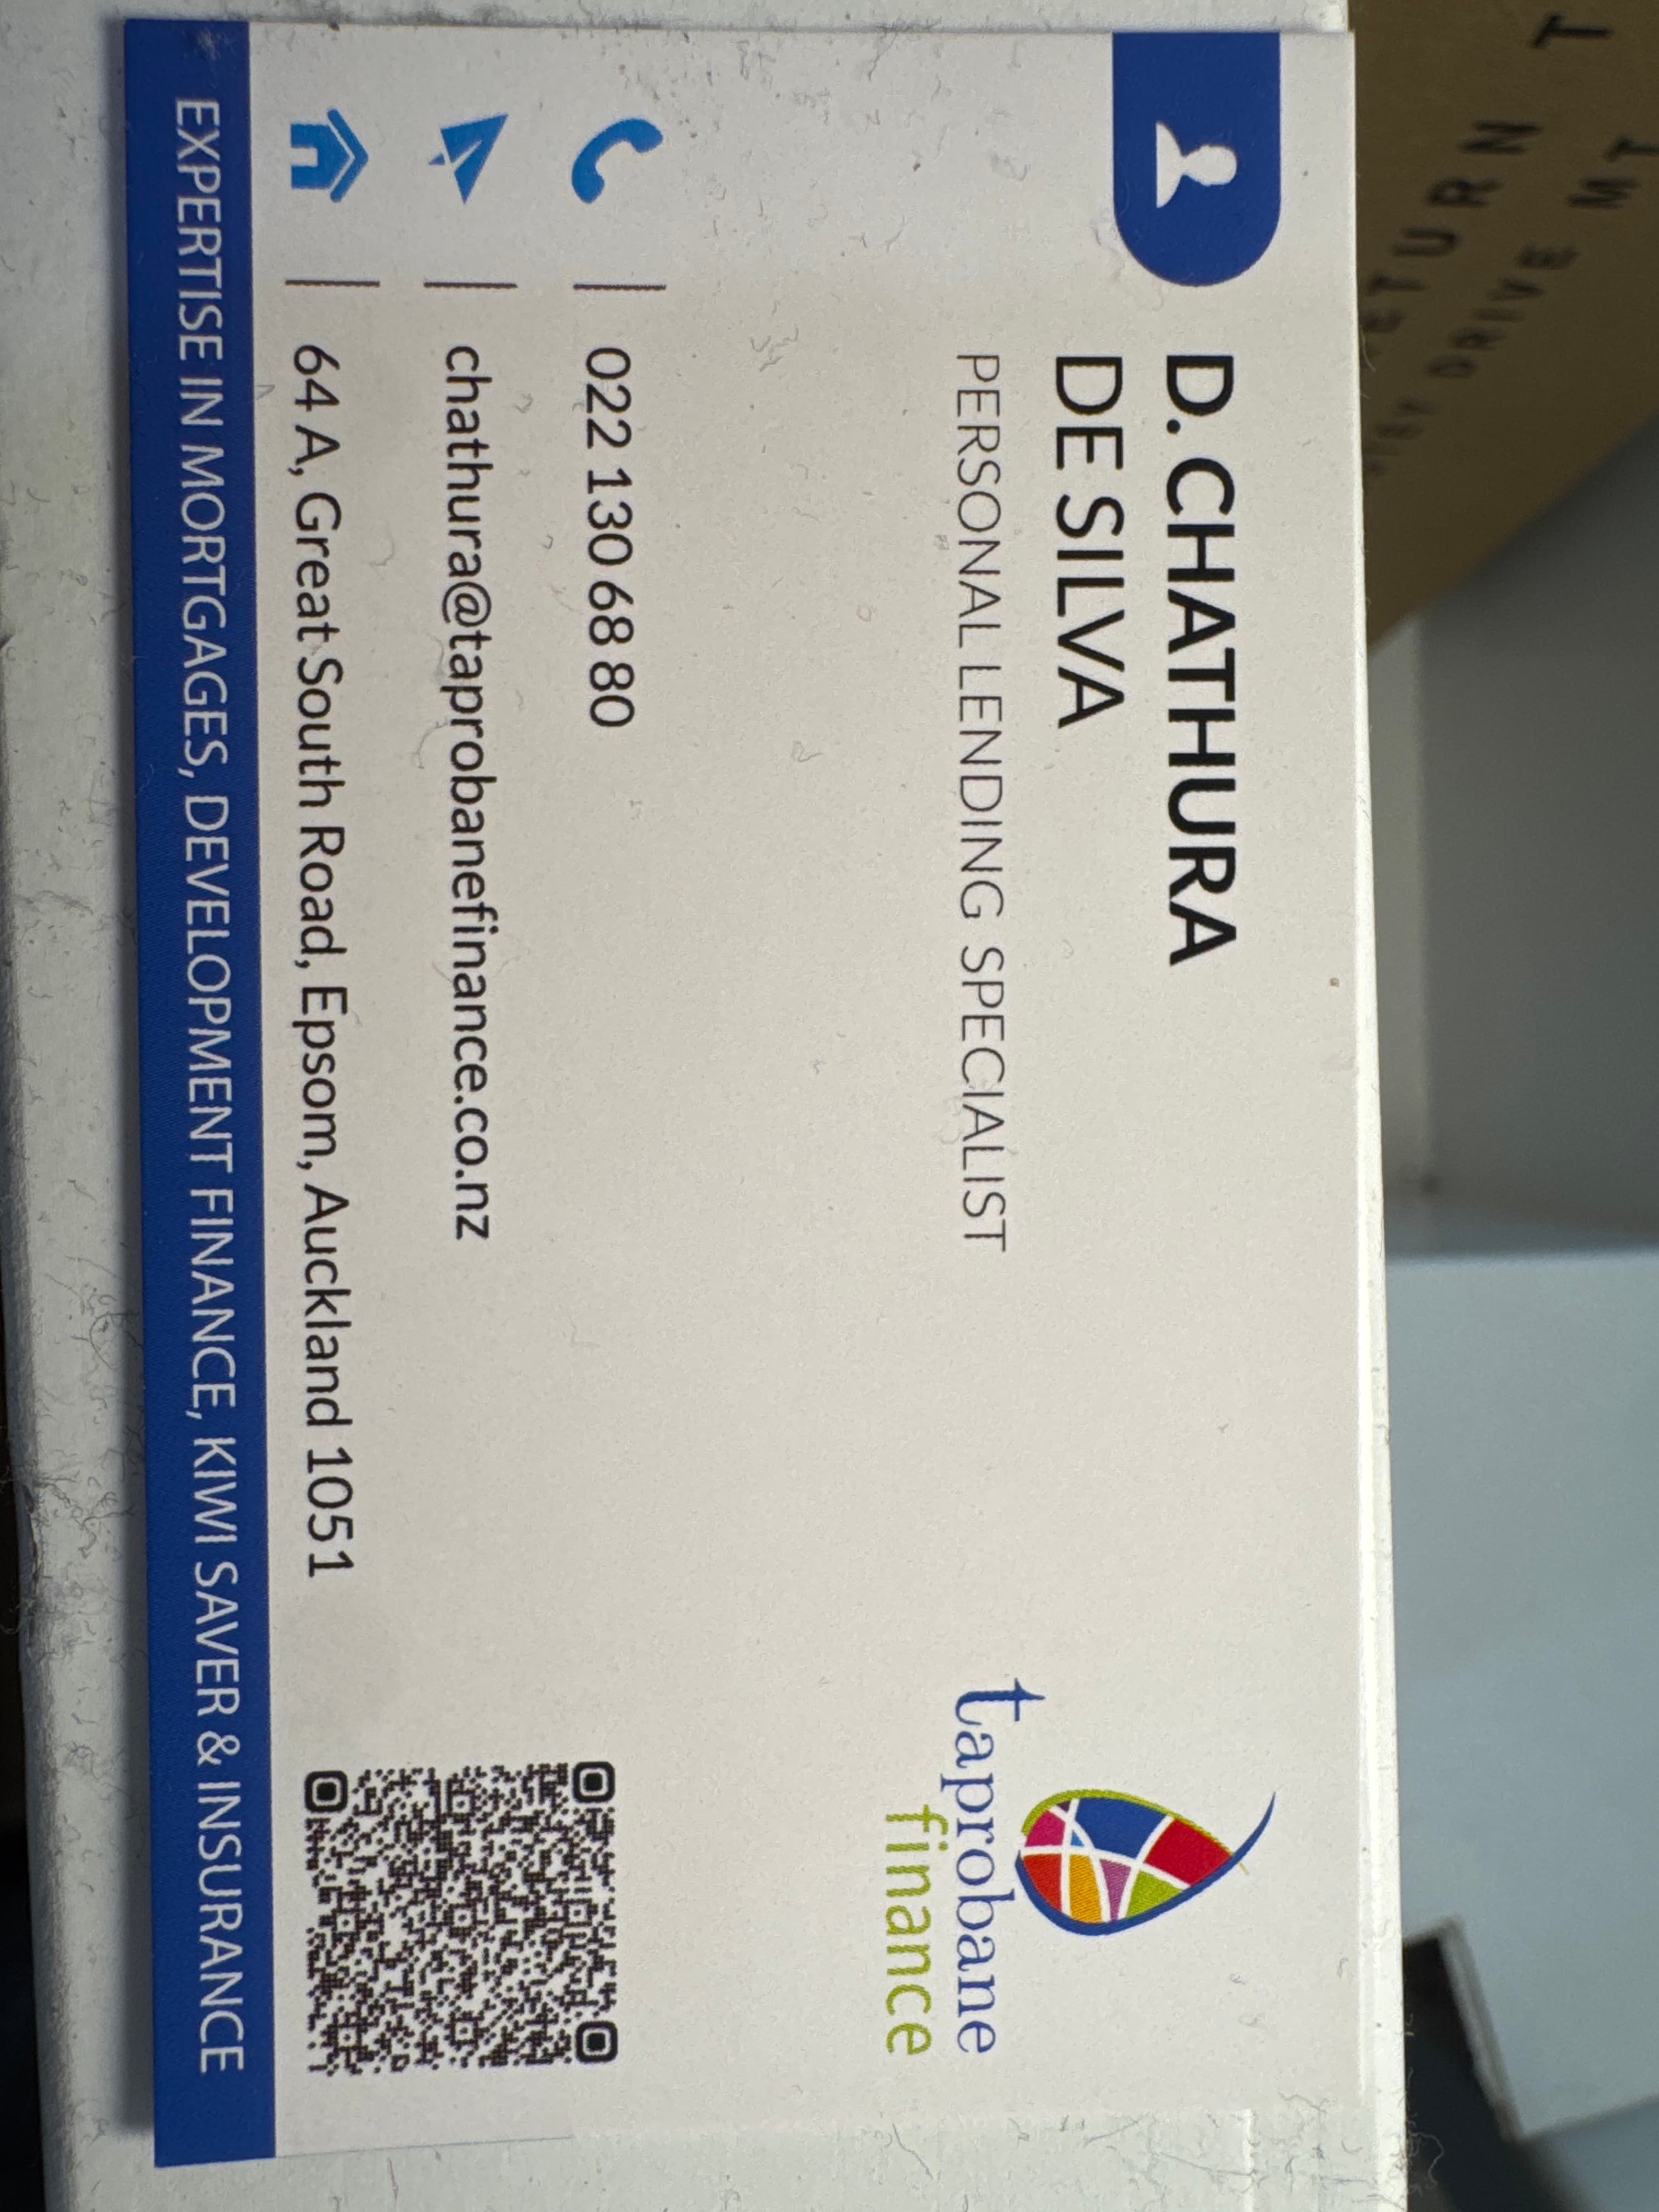 D. CHATHURA
DE SILVA
PERSONAL LENDING SPECIALIST
taprobane
finance
022 130 68 80
chathura@taprobanefinance.co.nz
64 A, Great South Road, Epsom, Auckland 1051
EXPERTISE IN MORTGAGES, DEVELOPMENT FINANCE, KIWI SAVER & INSURANCE
DRIVE